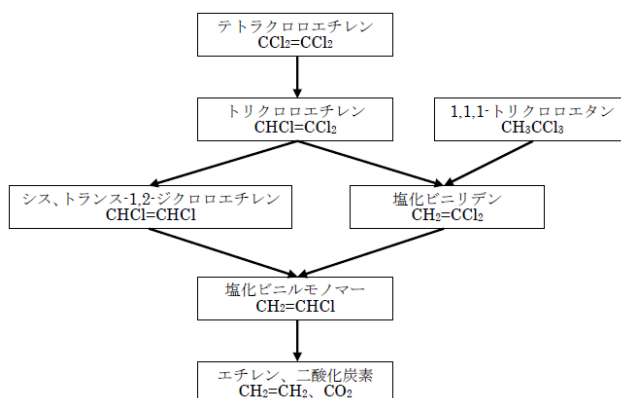 テトラクロロエチレン
CCl₂=CCl₂
トリクロロエチレン
CHCl=CCl₂
1,1,1-トリクロロエタン
CH₃CCl₃
シス、トランス-1,2-ジクロロエチレン
CHCl=CHCl
塩化ビニリデン
CH₂=CCl₂
塩化ビニルモノマー
CH₂=CHCl
エチレン、二酸化炭素
CH₂=CH₂、CO₂